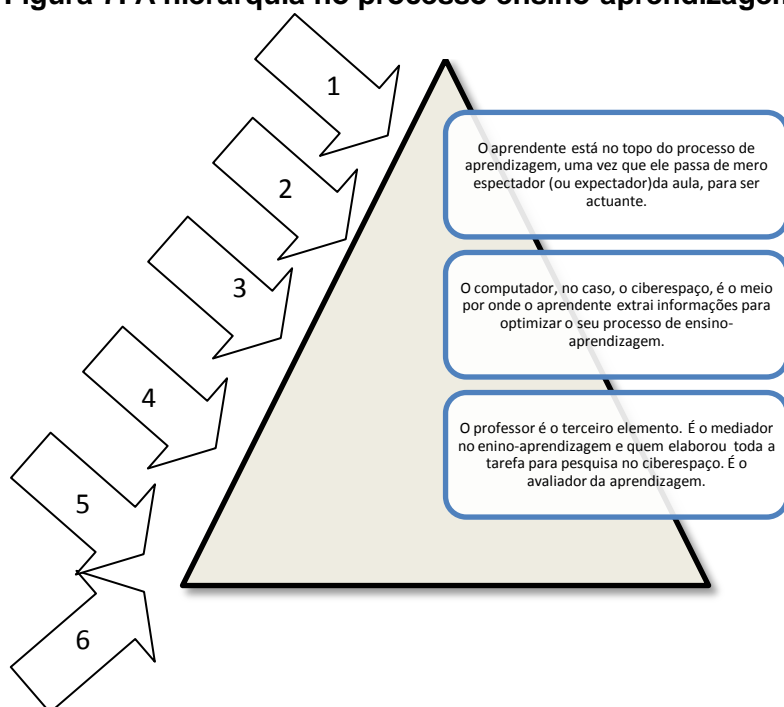 Figura 7: A hierarquia no processo ensino-aprendizagem
1
2
3
4
5
6
O aprendente está no topo do processo de
aprendizagem, uma vez que ele passa de mero
espectador (ou expectador)da aula, para ser
actuante.
O computador, no caso, o ciberespaço, é o meio
por onde o aprendente extrai informações para
optimizar o seu processo de ensino-
aprendizagem.
O professor é o terceiro elemento. É o mediador
no enino-aprendizagem e quem elaborou toda a
tarefa para pesquisa no ciberespaço. É o
avaliador da aprendizagem.